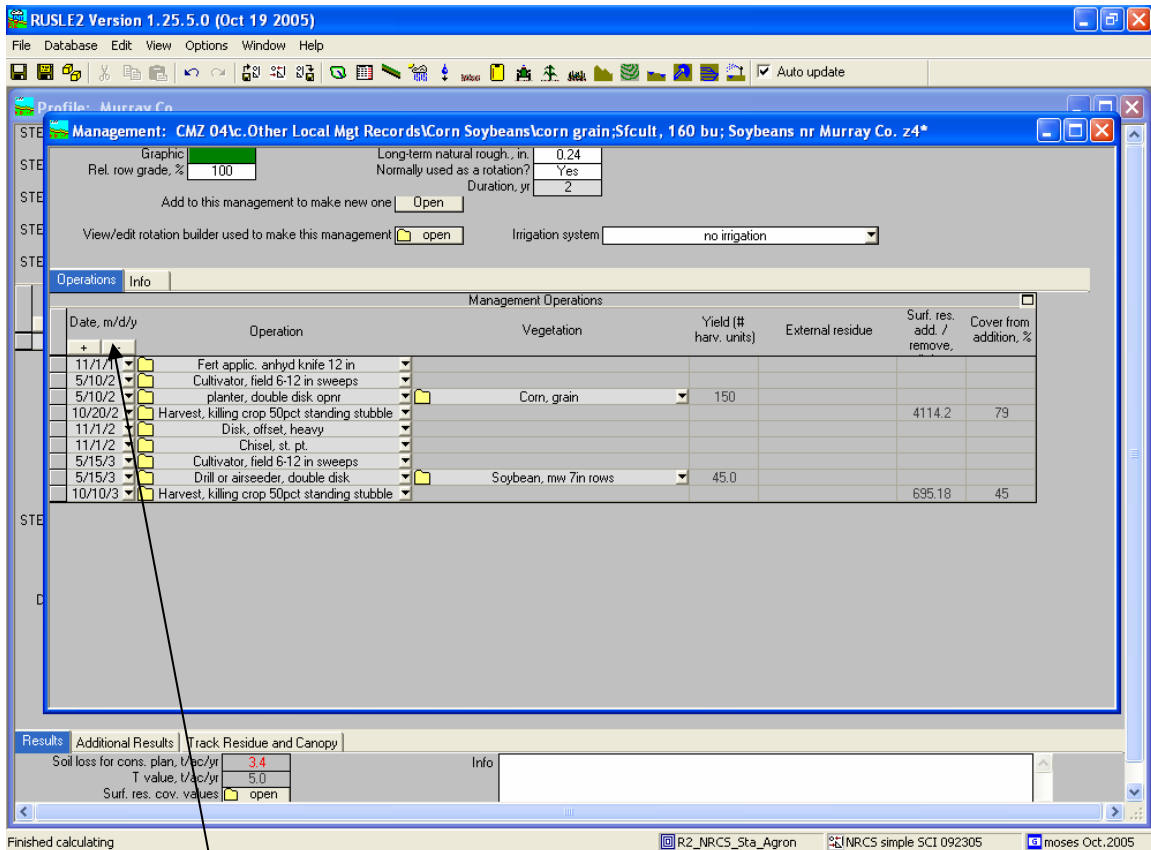 RUSLE2 Version 1.25.5.0 (Oct 19 2005)
File Database Edit View Options Window Help
Auto update
Profile: Murray Co
Management: CMZ 04\c.Other Local Mgt Records\Corn Soybeans\corn grain;Sfcult, 160 bu; Soybeans nr Murray Co. z4*
STE
STE
STE
STE
STE
Graphic
Long-term natural rough., in. 0.24
Rel. row grade, % 100
Normally used as a rotation? Yes
Duration, yr 2
Add to this management to make new one Open
View/edit rotation builder used to make this management open
Irrigation system no irrigation
Operations Info
Management Operations
Date, m/d/y Operation Vegetation Yield (# harv. units) External residue Surf. res. add. / remove, Cover from addition, %
+ -
11/1/1 Fert applic. anhyd knife 12 in
5/10/2 Cultivator, field 6-12 in sweeps
5/10/2 planter, double disk opnr Corn, grain 150
10/20/2 Harvest, killing crop 50pct standing stubble 4114.2 79
11/1/2 Disk, offset, heavy
11/1/2 Chisel, st. pt.
5/15/3 Cultivator, field 6-12 in sweeps
5/15/3 Drill or airseeder, double disk Soybean, mw 7in rows 45.0
10/10/3 Harvest, killing crop 50pct standing stubble 695.18 45
STE
D
Results Additional Results Track Residue and Canopy
Soil loss for cons. plan, t/ac/yr 3.4
Info
T value, t/ac/yr 5.0
Surf. res. cov. values open
Finished calculating
R2_NRCS_Sta_Agron
NRCS simple SCI 092305
moses Oct.2005